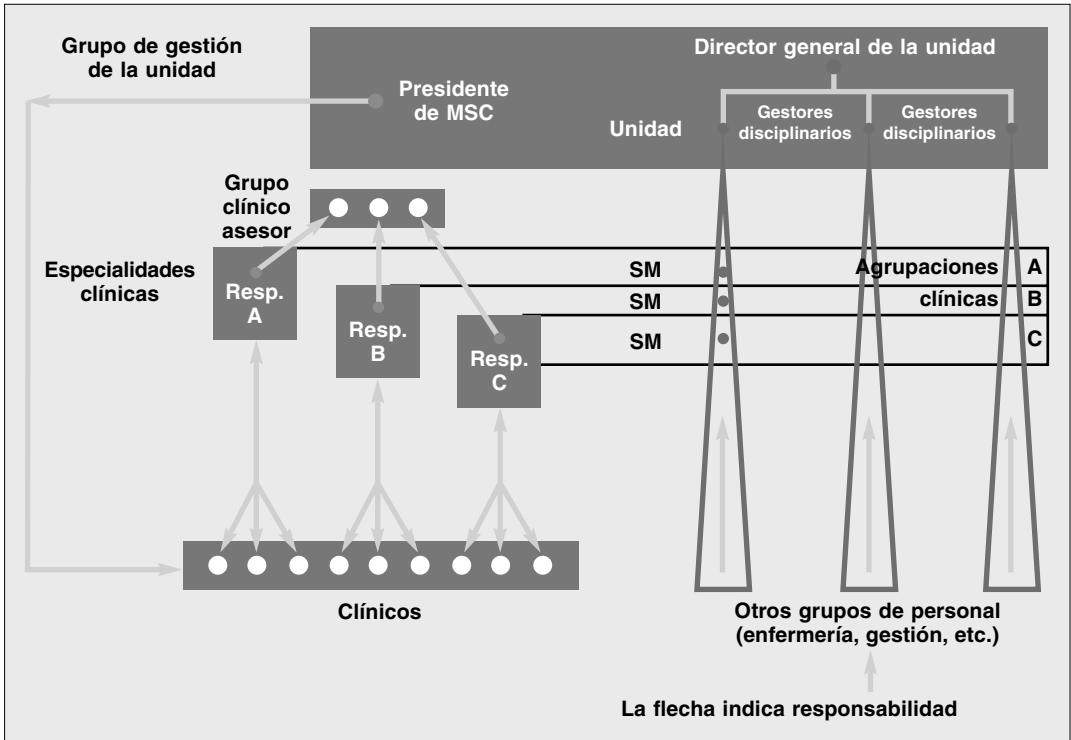 Grupo de gestión
de la unidad
Director general de la unidad
Presidente
de MSC
Unidad
Gestores
disciplinarios
Gestores
disciplinarios
Grupo
clínico
asesor
Especialidades
clínicas
Resp.
A
SM
Agrupaciones
A
Resp.
B
SM
clínicas
B
Resp.
C
SM
C
Clínicos
Otros grupos de personal
(enfermería, gestión, etc.)
La flecha indica responsabilidad